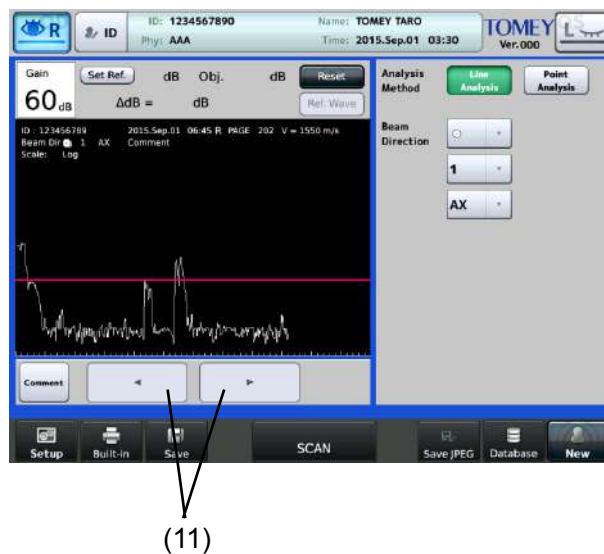 R
ID
ID: 1234567890
Name: TOMEY TARO
Phy: AAA
Time: 2015.Sep.01 03:30
TOMEY
Ver.000
L
Gain
60 dB
Set Ref.
dB Obj. dB
Reset
ΔdB = dB
Ref. Wave
ID : 123456789 2015.Sep.01 06:45 R PAGE 202 V = 1550 m/s
Beam Dir 1 AX Comment
Scale: Log
Analysis Method
Line Analysis
Point Analysis
Beam Direction
1
AX
Comment
Setup
Built-in
Save
SCAN
Save JPEG
Database
New
(11)